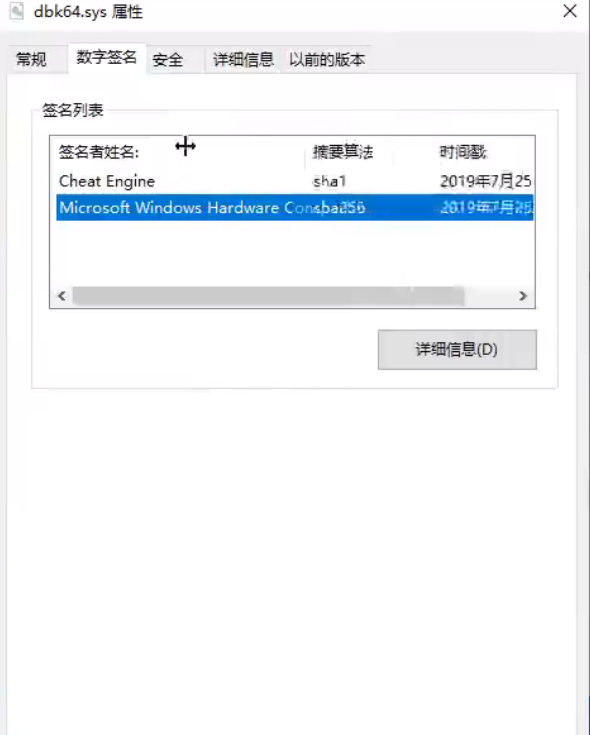 dbk64.sys 属性
常规 数字签名 安全 详细信息 以前的版本
签名列表
签名者姓名: 摘要算法 时间戳
Cheat Engine sha1 2019年7月25
Microsoft Windows Hardware Com sha256 2019年7月25
详细信息(D)